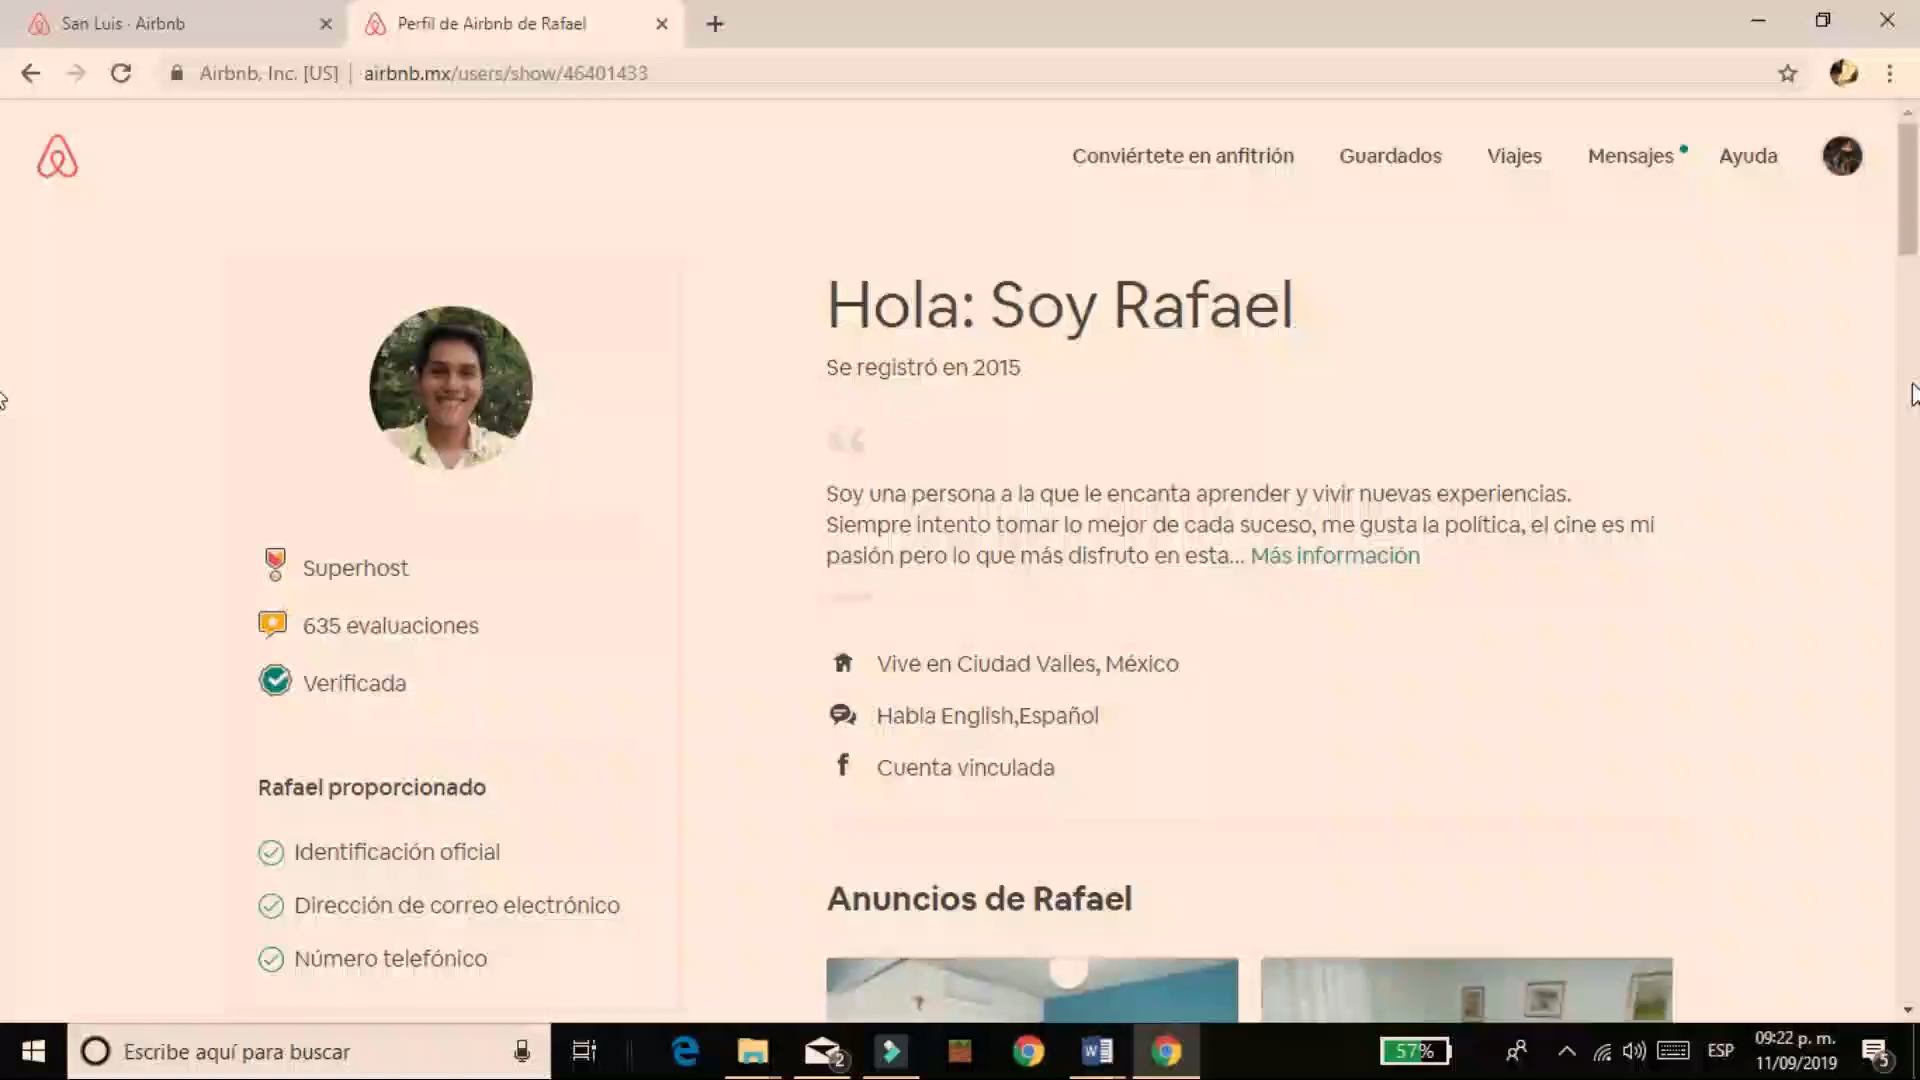 San Luis · Airbnb
Perfil de Airbnb de Rafael
Airbnb, Inc. [US]
airbnb.mx/users/show/46401433
Conviértete en anfitrión
Guardados
Viajes
Mensajes
Ayuda
Hola: Soy Rafael
Se registró en 2015
“
Soy una persona a la que le encanta aprender y vivir nuevas experiencias.
Siempre intento tomar lo mejor de cada suceso, me gusta la política, el cine es mi
pasión pero lo que más disfruto en esta... Más información
Superhost
635 evaluaciones
Verificada
Vive en Ciudad Valles, México
Habla English,Español
Cuenta vinculada
Rafael proporcionado
Identificación oficial
Dirección de correo electrónico
Número telefónico
Anuncios de Rafael
Escribe aquí para buscar
2
57%
ESP
09:22 p. m.
11/09/2019
5